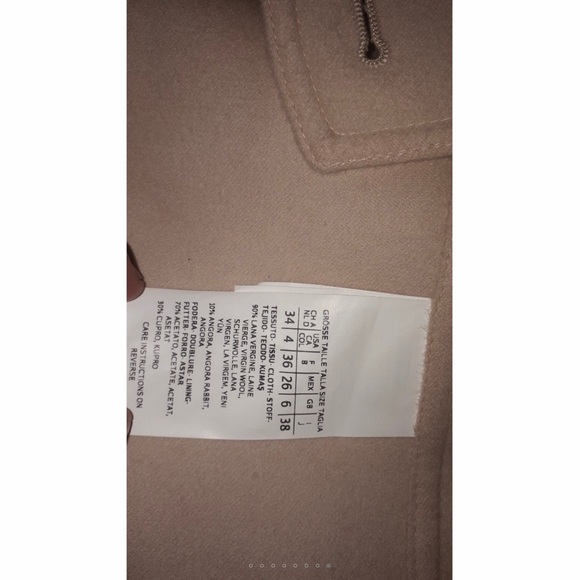 GRÖSSE TAILLE TALLA SIZE TAGLIA
CH A USA F MEX GB I
NL D CA B J
COL
34 4 36 26 6 38
TESSUTO- TISSU- CLOTH- STOFF-
TEJIDO- TECIDO- KUMAŞ
90% LANA VERGINE, LAINE
VIERGE, VIRGIN WOOL,
SCHURWOLLE, LANA
VIRGEN, LA VIRGEM, YENI
YÜN
10% ANGORA, ANGORA RABBIT,
ANGORA
FODERA- DOUBLURE- LINING-
FUTTER- FORRO- ASTAR
70% ACETATO, ACETATE, ACETAT,
ASETAT
30% CUPRO, KUPRO
CARE INSTRUCTIONS ON
REVERSE